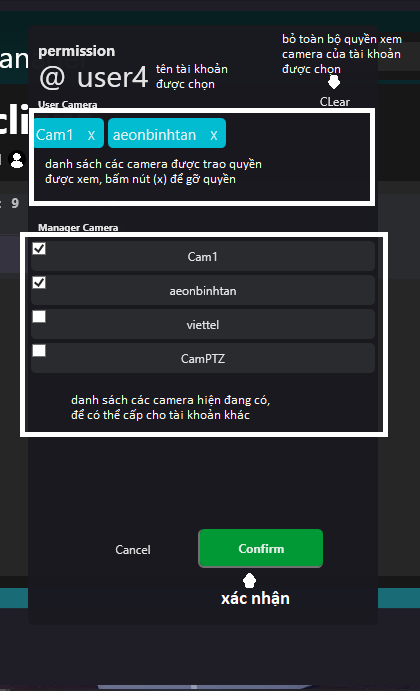 permission
bỏ toàn bộ quyền xem
camera của tài khoản
được chọn
@ user4
tên tài khoản
được chọn
User Camera
CLear
Cam1 x
aeonbinhtan x
danh sách các camera được trao quyền
được xem, bấm nút (x) để gỡ quyền
: 9
Manager Camera
Cam1
aeonbinhtan
viettel
CamPTZ
danh sách các camera hiện đang có,
để có thể cấp cho tài khoản khác
Cancel
Confirm
xác nhận